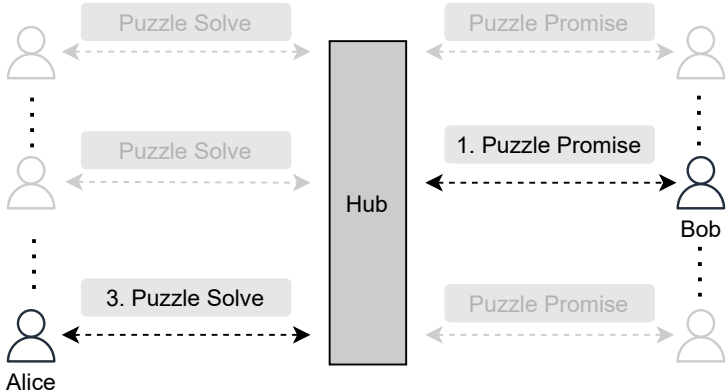 Puzzle Solve
Puzzle Promise
1. Puzzle Promise
Puzzle Solve
Hub
Bob
3. Puzzle Solve
Puzzle Promise
Alice